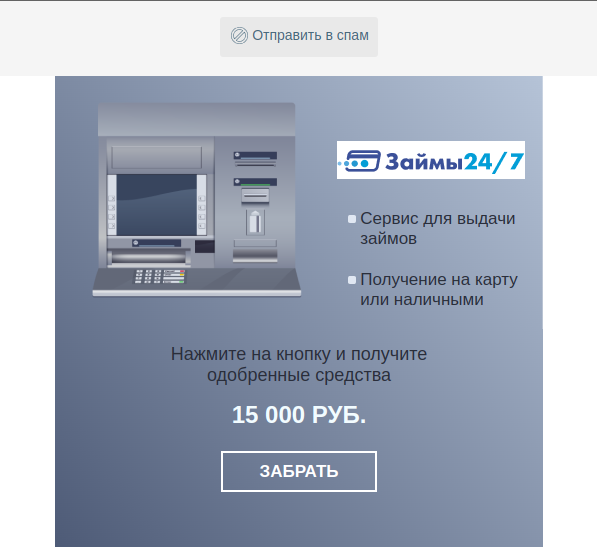 Отправить в спам
Займы24/7
Сервис для выдачи
займов
Получение на карту
или наличными
Нажмите на кнопку и получите
одобренные средства
15 000 РУБ.
ЗАБРАТЬ